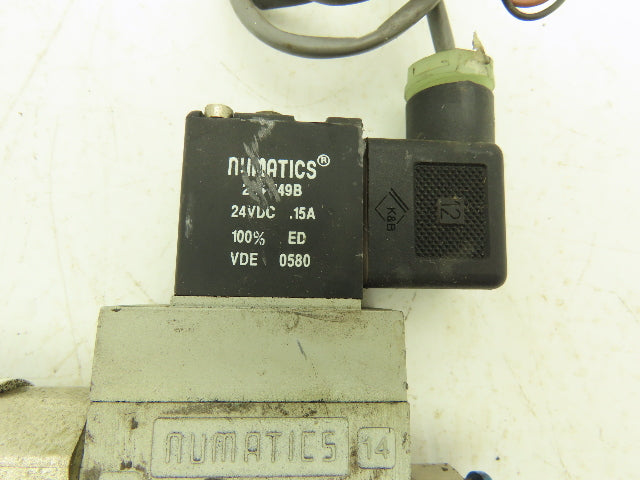 NUMATICS®
24VDC .15A
100% ED
VDE 0580
K&B
12
NUMATICS
14